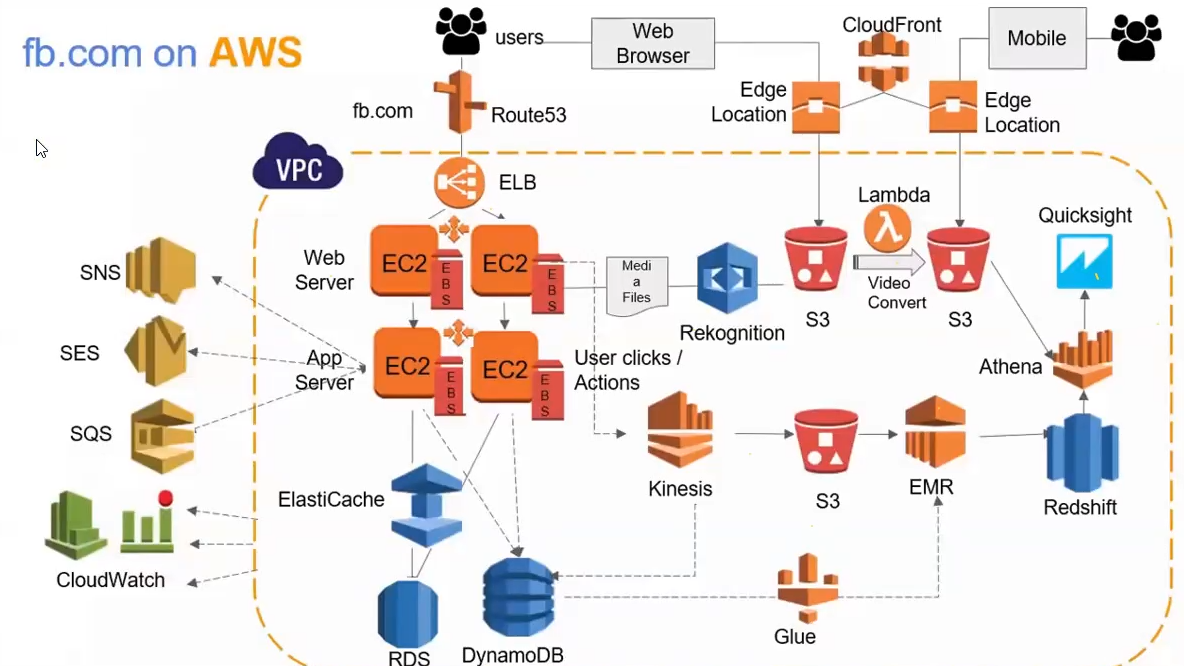 fb.com on AWS
users
Web
Browser
CloudFront
Mobile
fb.com
Route53
Edge
Location
Edge
Location
VPC
ELB
Lambda
Quicksight
Web
Server
EC2
EBS
EC2
EBS
Medi
a
Files
Rekognition
S3
Video
Convert
S3
SNS
SES
SQS
App
Server
EC2
EBS
EC2
EBS
User clicks /
Actions
Athena
Kinesis
S3
EMR
Redshift
ElastiCache
CloudWatch
RDS
DynamoDB
Glue